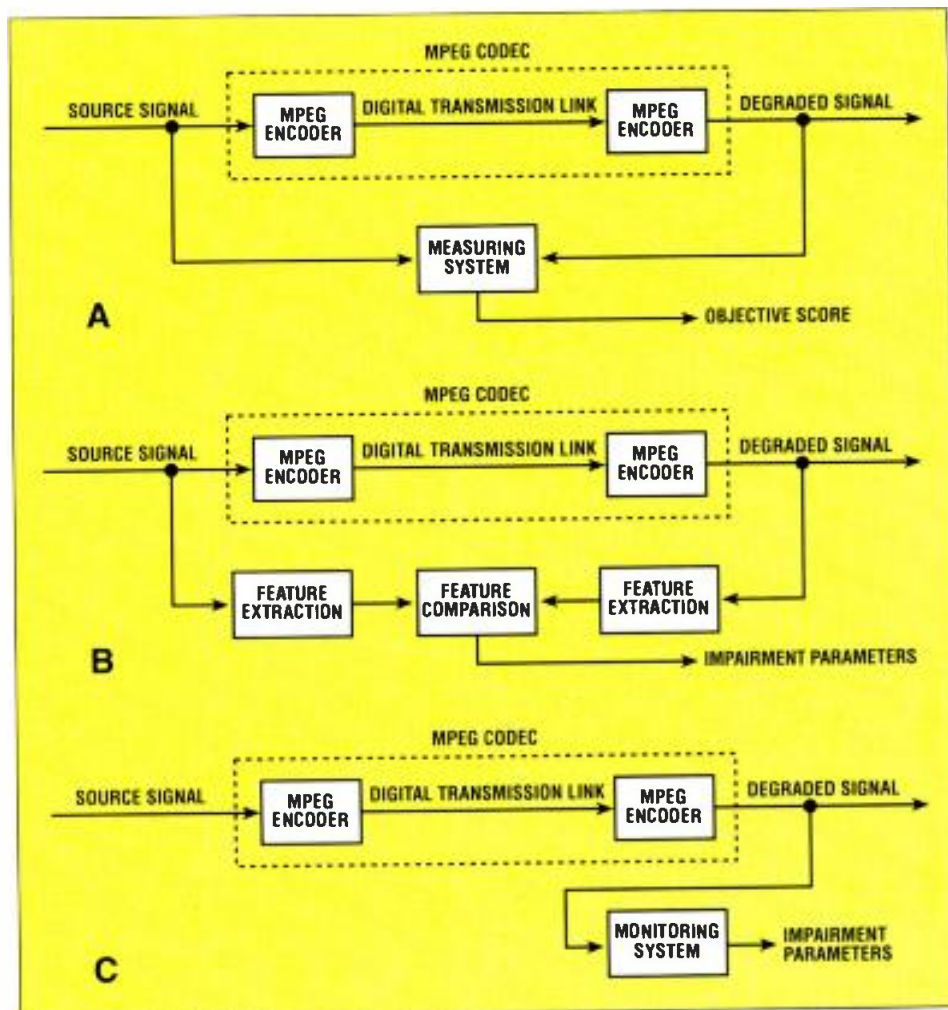 MPEG CODEC
SOURCE SIGNAL
MPEG
ENCODER
DIGITAL TRANSMISSION LINK
MPEG
ENCODER
DEGRADED SIGNAL
MEASURING
SYSTEM
OBJECTIVE SCORE
A
MPEG CODEC
SOURCE SIGNAL
MPEG
ENCODER
DIGITAL TRANSMISSION LINK
MPEG
ENCODER
DEGRADED SIGNAL
FEATURE
EXTRACTION
FEATURE
COMPARISON
FEATURE
EXTRACTION
IMPAIRMENT PARAMETERS
B
MPEG CODEC
SOURCE SIGNAL
MPEG
ENCODER
DIGITAL TRANSMISSION LINK
MPEG
ENCODER
DEGRADED SIGNAL
MONITORING
SYSTEM
IMPAIRMENT
PARAMETERS
C